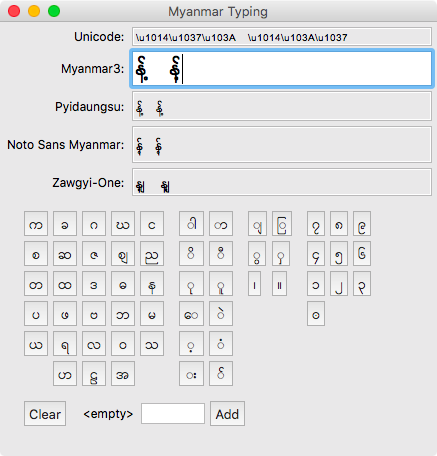 Myanmar Typing
Unicode: \u1014\u1037\u103A \u1014\u103A\u1037
Myanmar3: န့် န့်
Pyidaungsu: န့် န့်
Noto Sans Myanmar: န့် န့်
Zawgyi-One: န့ျ နျ့
က ခ ဂ ဃ င ါ ာ ျ ြ ၇ ၈ ၉
စ ဆ ဇ ဈ ည ိ ီ ွ ှ ၄ ၅ ၆
တ ထ ဒ ဓ န ု ူ ၊ ။ ၁ ၂ ၃
ပ ဖ ဗ ဘ မ ေ ဲ ၀
ယ ရ လ ဝ သ ့ ံ
ဟ ဠ အ း ်
Clear <empty> Add